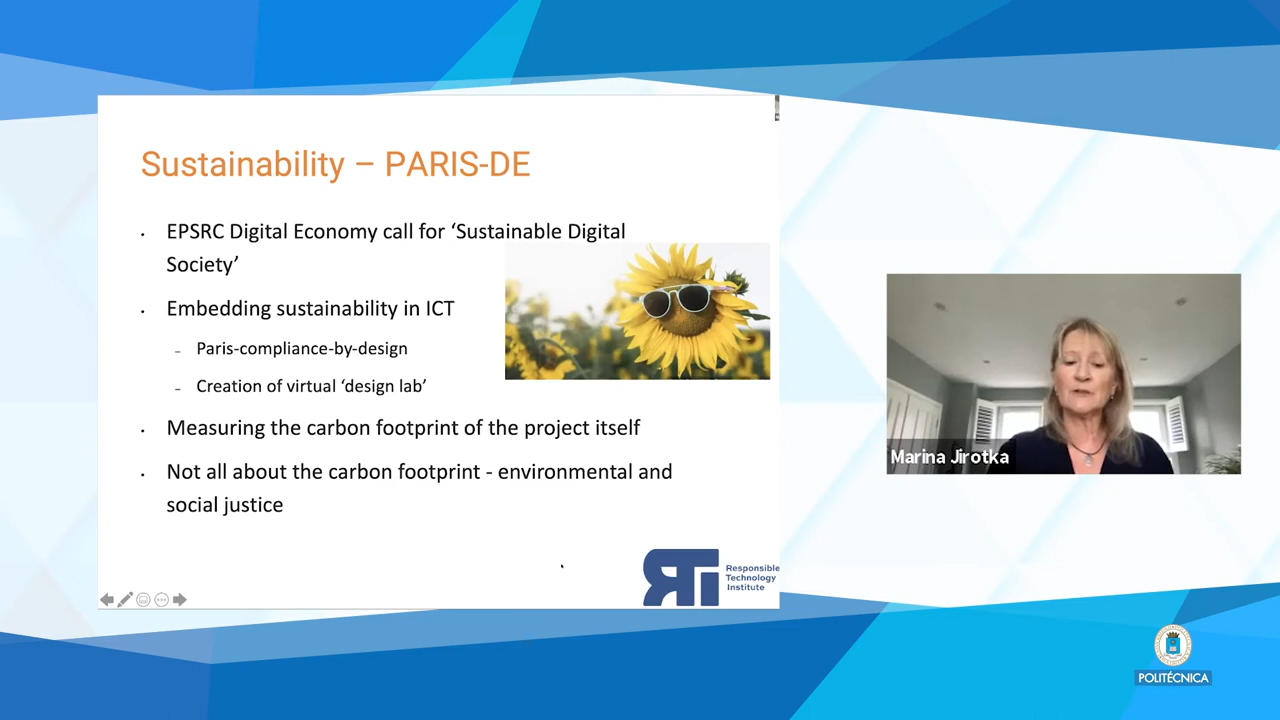 Sustainability – PARIS-DE
• EPSRC Digital Economy call for ‘Sustainable Digital
Society’
• Embedding sustainability in ICT
– Paris-compliance-by-design
– Creation of virtual ‘design lab’
• Measuring the carbon footprint of the project itself
• Not all about the carbon footprint - environmental and
social justice
RTI
Responsible
Technology
Institute
Marina Jirotka
POLITÉCNICA